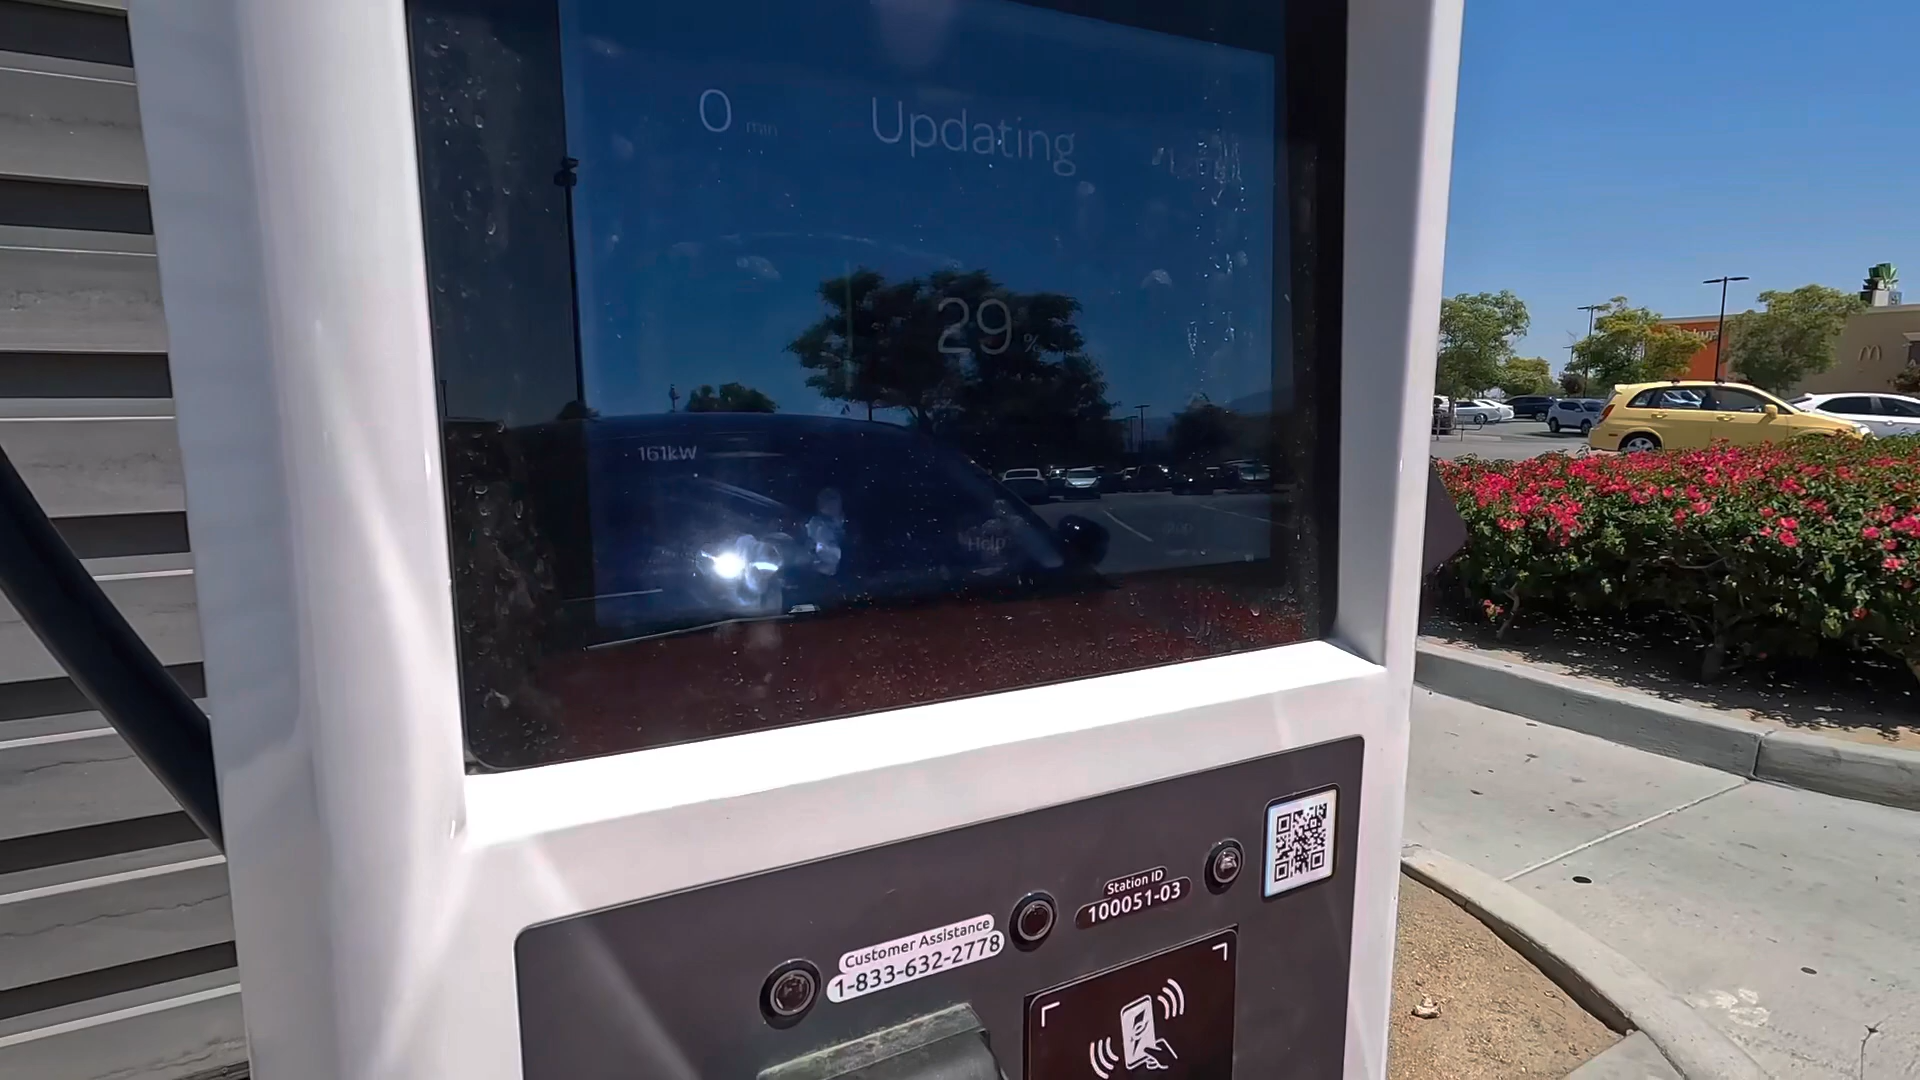 0 min
Updating
29 %
161kW
Help
Station ID
100051-03
Customer Assistance
1-833-632-2778